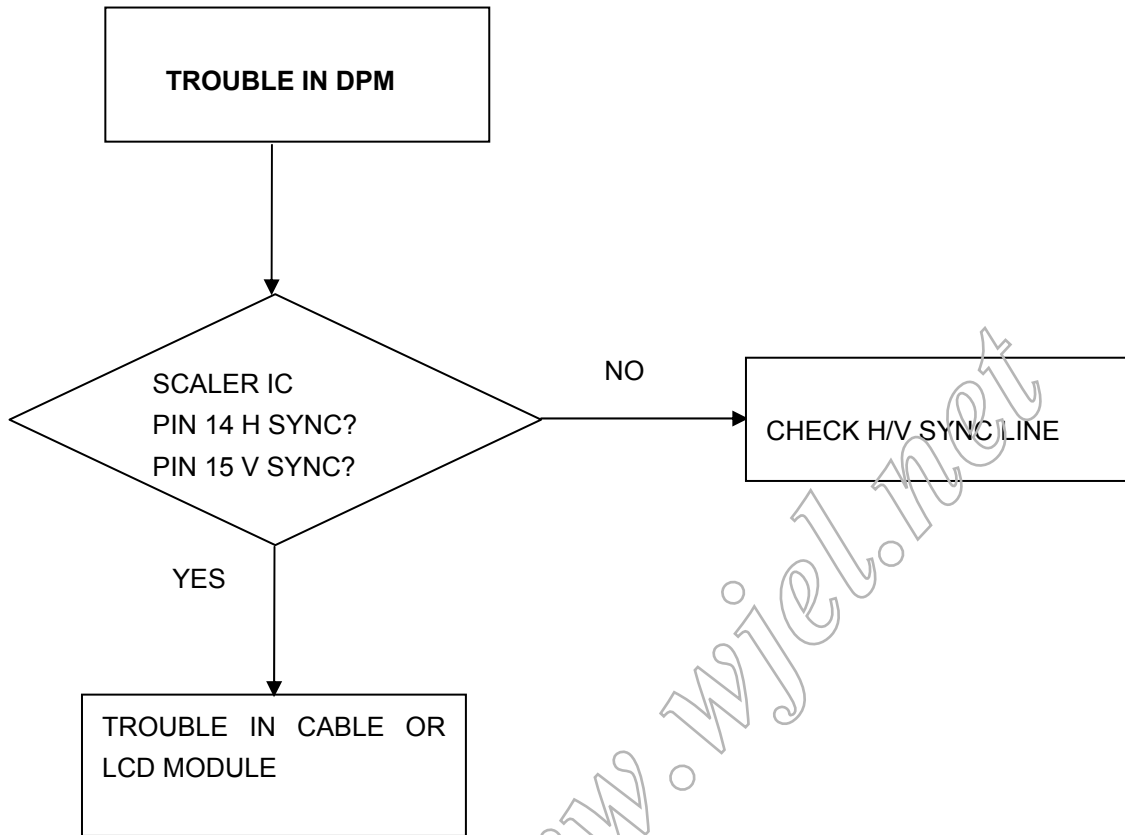 TROUBLE IN DPM
SCALER IC
PIN 14 H SYNC?
PIN 15 V SYNC?
NO
CHECK H/V SYNC LINE
YES
TROUBLE IN CABLE OR
LCD MODULE
w.wjel.net